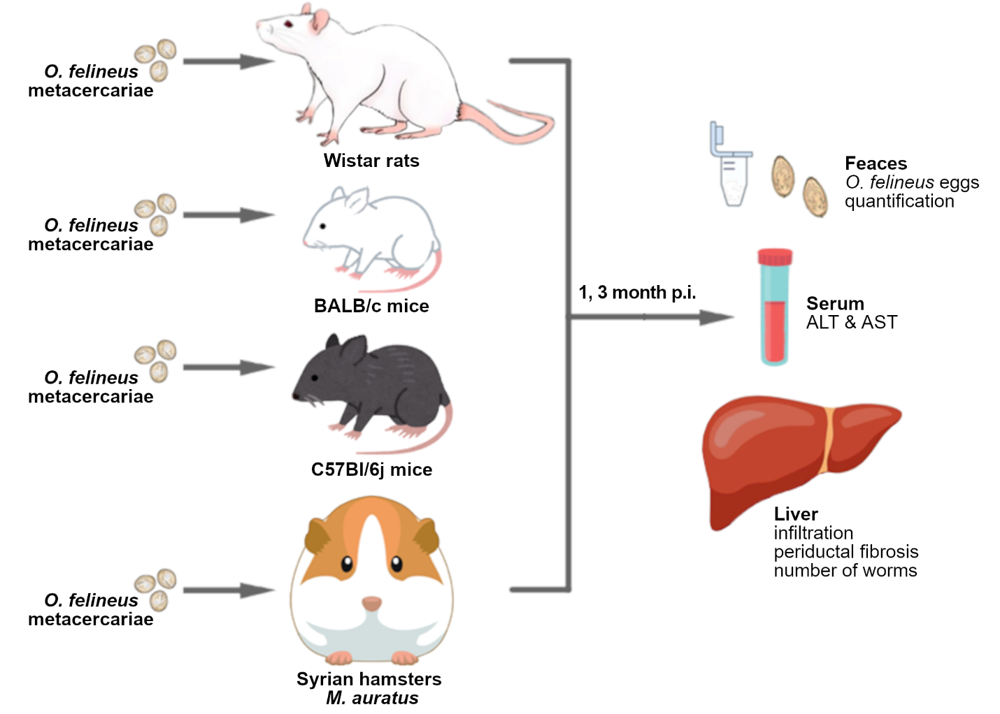 O. felineus
metacercariae
Wistar rats
O. felineus
metacercariae
BALB/c mice
O. felineus
metacercariae
C57Bl/6j mice
O. felineus
metacercariae
Syrian hamsters
M. auratus
1, 3 month p.i.
Feaces
O. felineus eggs
quantification
Serum
ALT & AST
Liver
infiltration
periductal fibrosis
number of worms